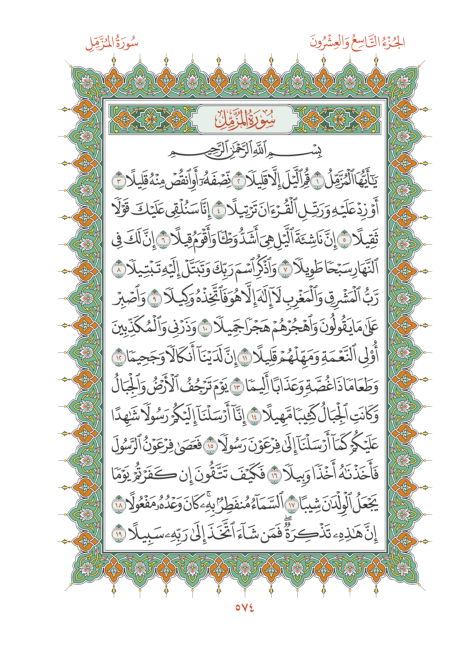 سُورَةُ المُزَّمِّلِ
الجُزْءُ التَّاسِعُ وَالعِشْرُونَ
سُورَةُ المُزَّمِّلِ
بِسْمِ ٱللَّهِ ٱلرَّحْمَٰنِ ٱلرَّحِيمِ
يَٰٓأَيُّهَا ٱلْمُزَّمِّلُ ١ قُمِ ٱلَّيْلَ إِلَّا قَلِيلًا ٢ نِّصْفَهُۥٓ أَوِ ٱنقُصْ مِنْهُ قَلِيلًا ٣
أَوْ زِدْ عَلَيْهِ وَرَتِّلِ ٱلْقُرْءَانَ تَرْتِيلًا ٤ إِنَّا سَنُلْقِى عَلَيْكَ قَوْلًا
ثَقِيلًا ٥ إِنَّ نَاشِئَةَ ٱلَّيْلِ هِىَ أَشَدُّ وَطْـًٔا وَأَقْوَمُ قِيلًا ٦ إِنَّ لَكَ فِى
ٱلنَّهَارِ سَبْحًا طَوِيلًا ٧ وَٱذْكُرِ ٱسْمَ رَبِّكَ وَتَبَتَّلْ إِلَيْهِ تَبْتِيلًا ٨
رَّبُّ ٱلْمَشْرِقِ وَٱلْمَغْرِبِ لَآ إِلَٰهَ إِلَّا هُوَ فَٱتَّخِذْهُ وَكِيلًا ٩ وَٱصْبِرْ
عَلَىٰ مَا يَقُولُونَ وَٱهْجُرْهُمْ هَجْرًا جَمِيلًا ١٠ وَذَرْنِى وَٱلْمُكَذِّبِينَ
أُو۟لِى ٱلنَّعْمَةِ وَمَهِّلْهُمْ قَلِيلًا ١١ إِنَّ لَدَيْنَآ أَنكَالًا وَجَحِيمًا ١٢
وَطَعَامًا ذَا غُصَّةٍ وَعَذَابًا أَلِيمًا ١٣ يَوْمَ تَرْجُفُ ٱلْأَرْضُ وَٱلْجِبَالُ
وَكَانَتِ ٱلْجِبَالُ كَثِيبًا مَّهِيلًا ١٤ إِنَّآ أَرْسَلْنَآ إِلَيْكُمْ رَسُولًا شَٰهِدًا
عَلَيْكُمْ كَمَآ أَرْسَلْنَآ إِلَىٰ فِرْعَوْنَ رَسُولًا ١٥ فَعَصَىٰ فِرْعَوْنُ ٱلرَّسُولَ
فَأَخَذْنَٰهُ أَخْذًا وَبِيلًا ١٦ فَكَيْفَ تَتَّقُونَ إِن كَفَرْتُمْ يَوْمًا
يَجْعَلُ ٱلْوِلْدَٰنَ شِيبًا ١٧ ٱلسَّمَآءُ مُنفَطِرٌۢ بِهِۦ ۚ كَانَ وَعْدُهُۥ مَفْعُولًا ١٨
إِنَّ هَٰذِهِۦ تَذْكِرَةٌ ۖ فَمَن شَآءَ ٱتَّخَذَ إِلَىٰ رَبِّهِۦ سَبِيلًا ١٩
٥٧٤